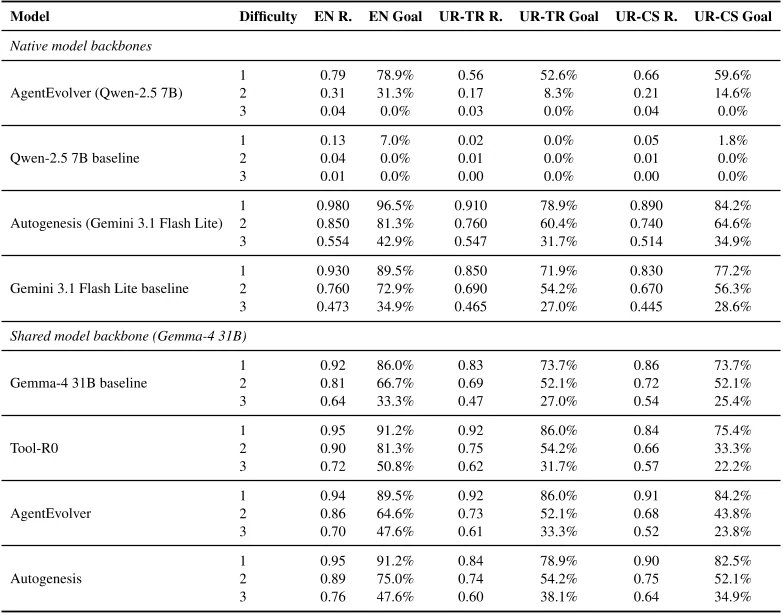 Model Difficulty EN R. EN Goal UR-TR R. UR-TR Goal UR-CS R. UR-CS Goal
Native model backbones
1 0.79 78.9% 0.56 52.6% 0.66 59.6%
AgentEvolver (Qwen-2.5 7B) 2 0.31 31.3% 0.17 8.3% 0.21 14.6%
3 0.04 0.0% 0.03 0.0% 0.04 0.0%
1 0.13 7.0% 0.02 0.0% 0.05 1.8%
Qwen-2.5 7B baseline 2 0.04 0.0% 0.01 0.0% 0.01 0.0%
3 0.01 0.0% 0.00 0.0% 0.00 0.0%
1 0.980 96.5% 0.910 78.9% 0.890 84.2%
Autogenesis (Gemini 3.1 Flash Lite) 2 0.850 81.3% 0.760 60.4% 0.740 64.6%
3 0.554 42.9% 0.547 31.7% 0.514 34.9%
1 0.930 89.5% 0.850 71.9% 0.830 77.2%
Gemini 3.1 Flash Lite baseline 2 0.760 72.9% 0.690 54.2% 0.670 56.3%
3 0.473 34.9% 0.465 27.0% 0.445 28.6%
Shared model backbone (Gemma-4 31B)
1 0.92 86.0% 0.83 73.7% 0.86 73.7%
Gemma-4 31B baseline 2 0.81 66.7% 0.69 52.1% 0.72 52.1%
3 0.64 33.3% 0.47 27.0% 0.54 25.4%
1 0.95 91.2% 0.92 86.0% 0.84 75.4%
Tool-R0 2 0.90 81.3% 0.75 54.2% 0.66 33.3%
3 0.72 50.8% 0.62 31.7% 0.57 22.2%
1 0.94 89.5% 0.92 86.0% 0.91 84.2%
AgentEvolver 2 0.86 64.6% 0.73 52.1% 0.68 43.8%
3 0.70 47.6% 0.61 33.3% 0.52 23.8%
1 0.95 91.2% 0.84 78.9% 0.90 82.5%
Autogenesis 2 0.89 75.0% 0.74 54.2% 0.75 52.1%
3 0.76 47.6% 0.60 38.1% 0.64 34.9%